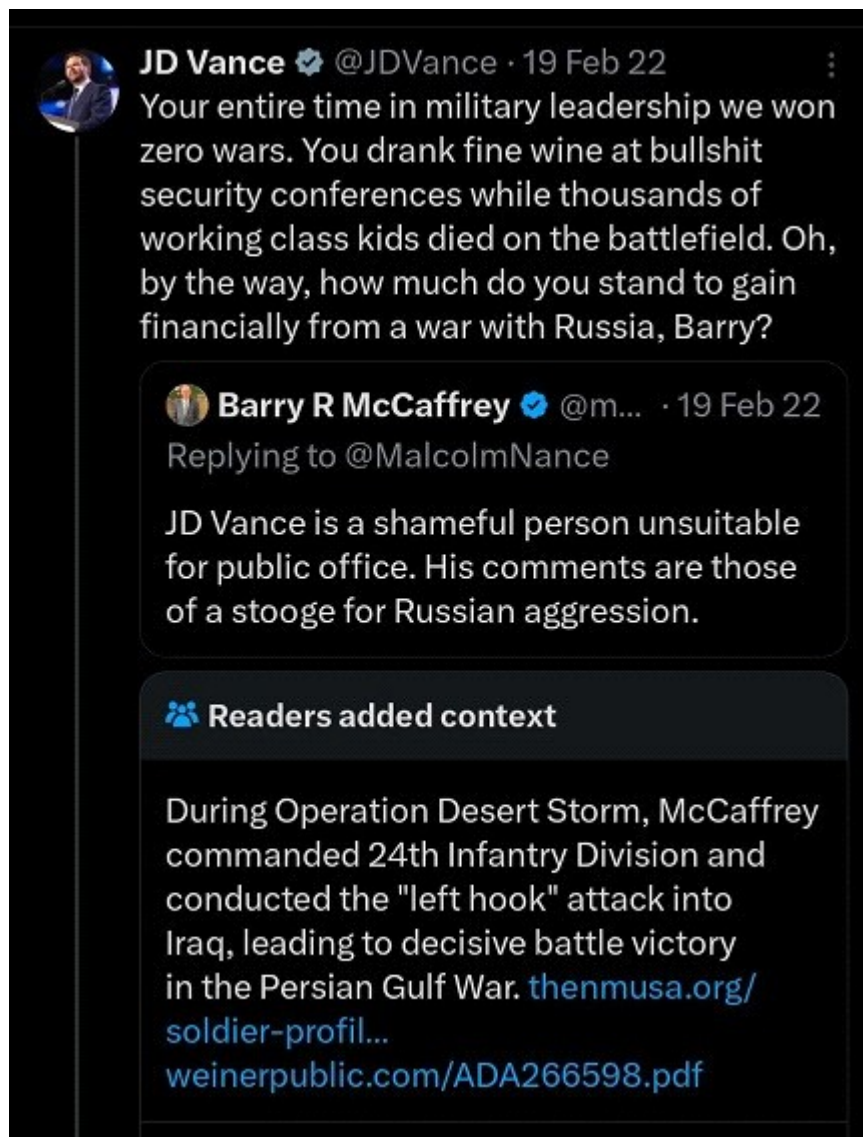 JD Vance @JDVance · 19 Feb 22
Your entire time in military leadership we won
zero wars. You drank fine wine at bullshit
security conferences while thousands of
working class kids died on the battlefield. Oh,
by the way, how much do you stand to gain
financially from a war with Russia, Barry?
Barry R McCaffrey @m... · 19 Feb 22
Replying to @MalcolmNance
JD Vance is a shameful person unsuitable
for public office. His comments are those
of a stooge for Russian aggression.
Readers added context
During Operation Desert Storm, McCaffrey
commanded 24th Infantry Division and
conducted the "left hook" attack into
Iraq, leading to decisive battle victory
in the Persian Gulf War. thenmusa.org/
soldier-profil...
weinerpublic.com/ADA266598.pdf